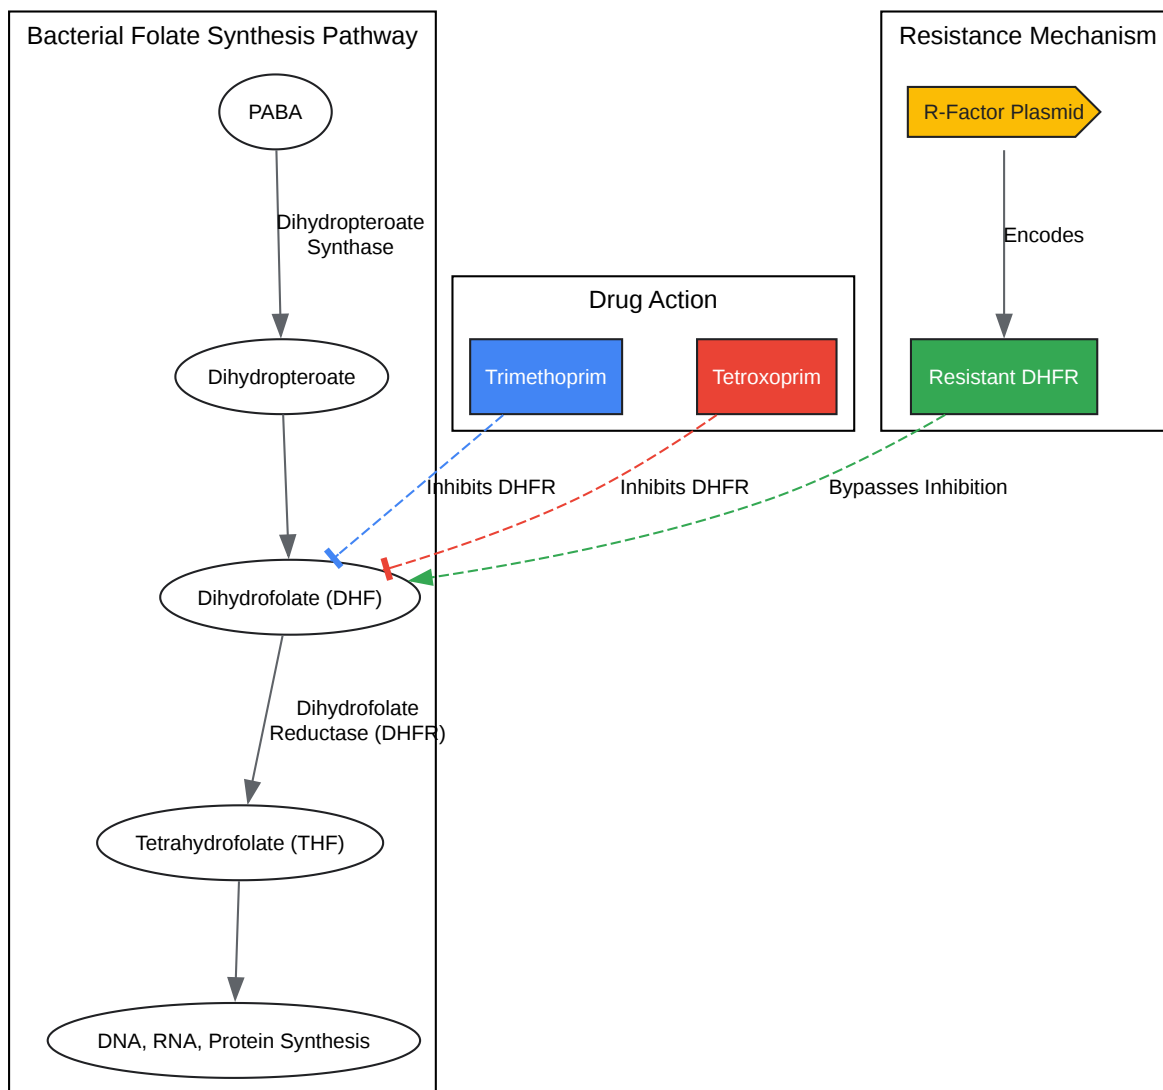 Bacterial Folate Synthesis Pathway
PABA
Dihydropteroate
Synthase
Dihydropteroate
Dihydrofolate (DHF)
Dihydrofolate
Reductase (DHFR)
Tetrahydrofolate (THF)
DNA, RNA, Protein Synthesis
Drug Action
Trimethoprim
Tetroxoprim
Inhibits DHFR
Inhibits DHFR
Resistance Mechanism
R-Factor Plasmid
Encodes
Resistant DHFR
Bypasses Inhibition